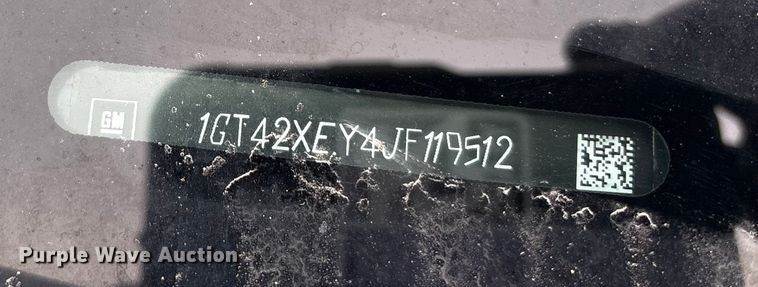 GM
1GT42XEY4JF119512
Purple Wave Auction